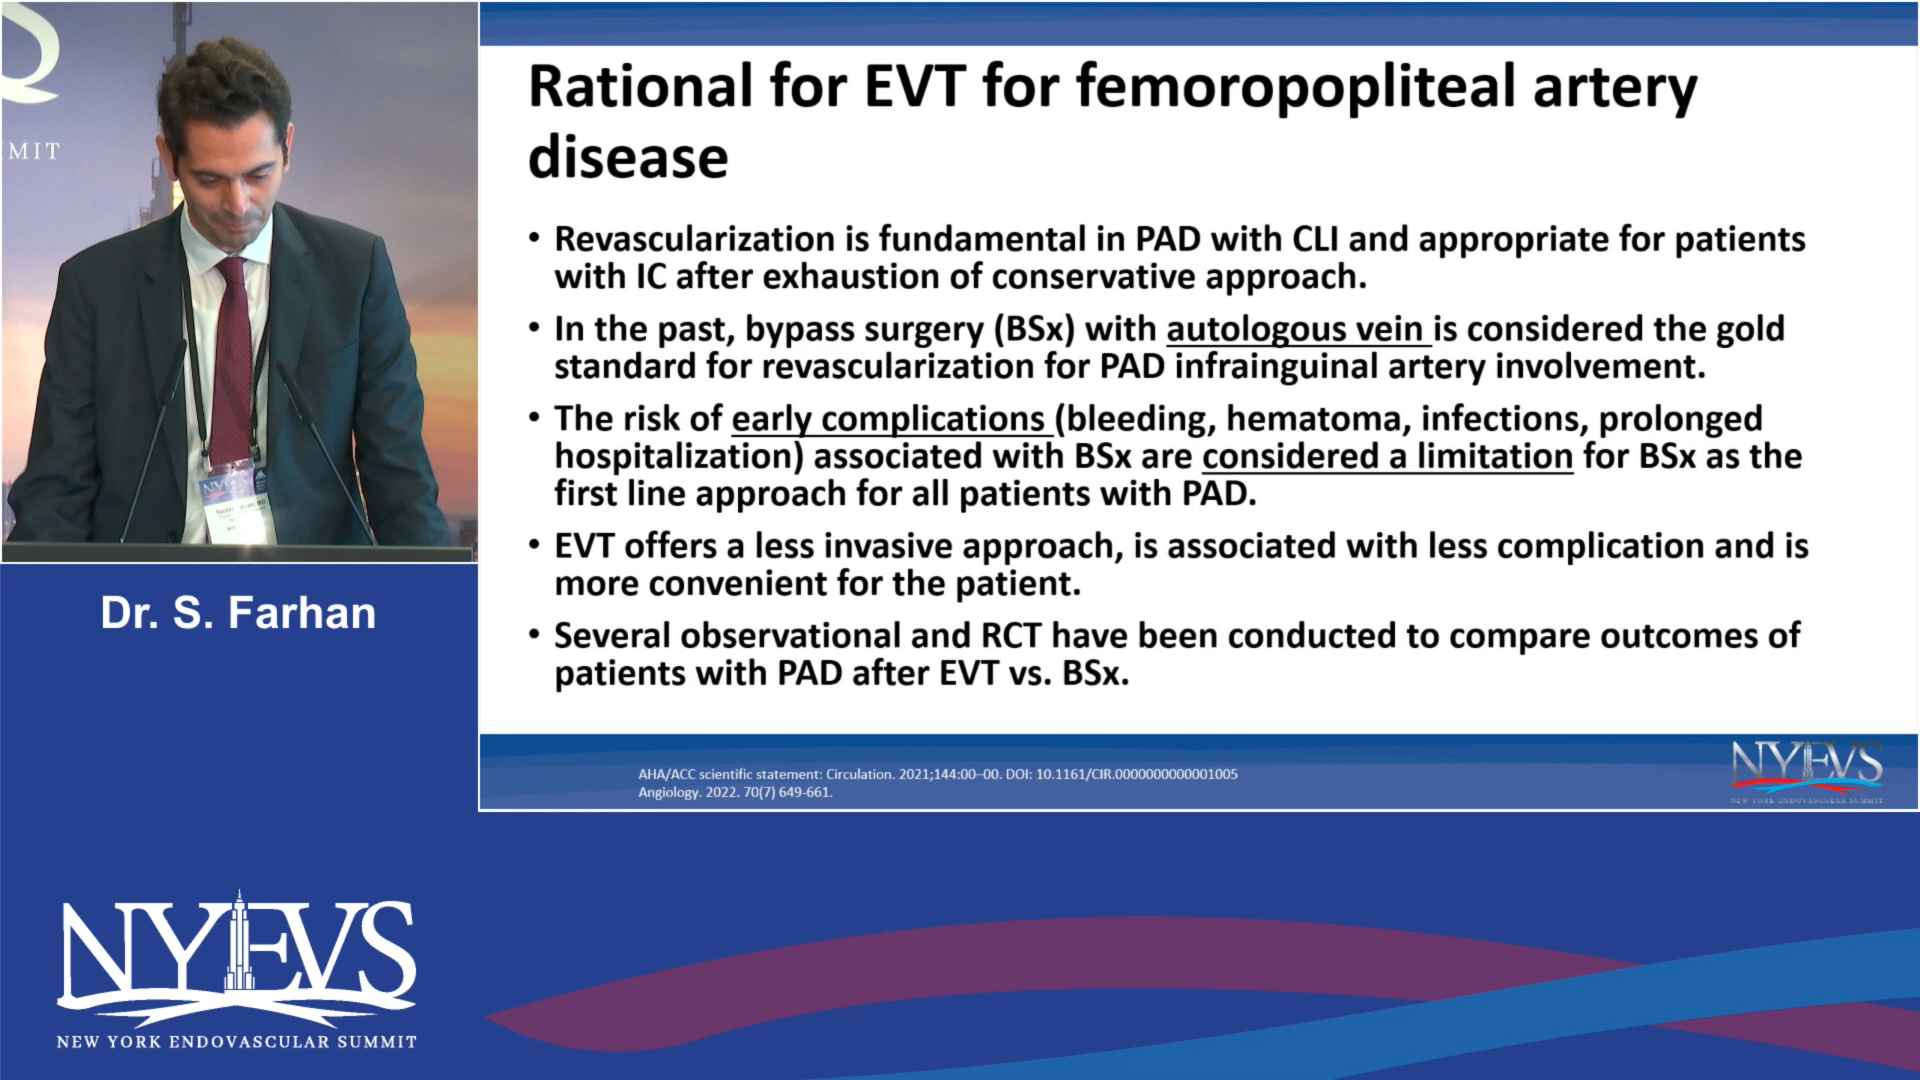 MIT
NYEVS
Dr. S. Farhan
NYEVS
NEW YORK ENDOVASCULAR SUMMIT
Rational for EVT for femoropopliteal artery
disease
• Revascularization is fundamental in PAD with CLI and appropriate for patients
with IC after exhaustion of conservative approach.
• In the past, bypass surgery (BSx) with autologous vein is considered the gold
standard for revascularization for PAD infrainguinal artery involvement.
• The risk of early complications (bleeding, hematoma, infections, prolonged
hospitalization) associated with BSx are considered a limitation for BSx as the
first line approach for all patients with PAD.
• EVT offers a less invasive approach, is associated with less complication and is
more convenient for the patient.
• Several observational and RCT have been conducted to compare outcomes of
patients with PAD after EVT vs. BSx.
AHA/ACC scientific statement: Circulation. 2021;144:00–00. DOI: 10.1161/CIR.0000000000001005
Angiology. 2022. 70(7) 649-661.
NYEVS
NEW YORK ENDOVASCULAR SUMMIT